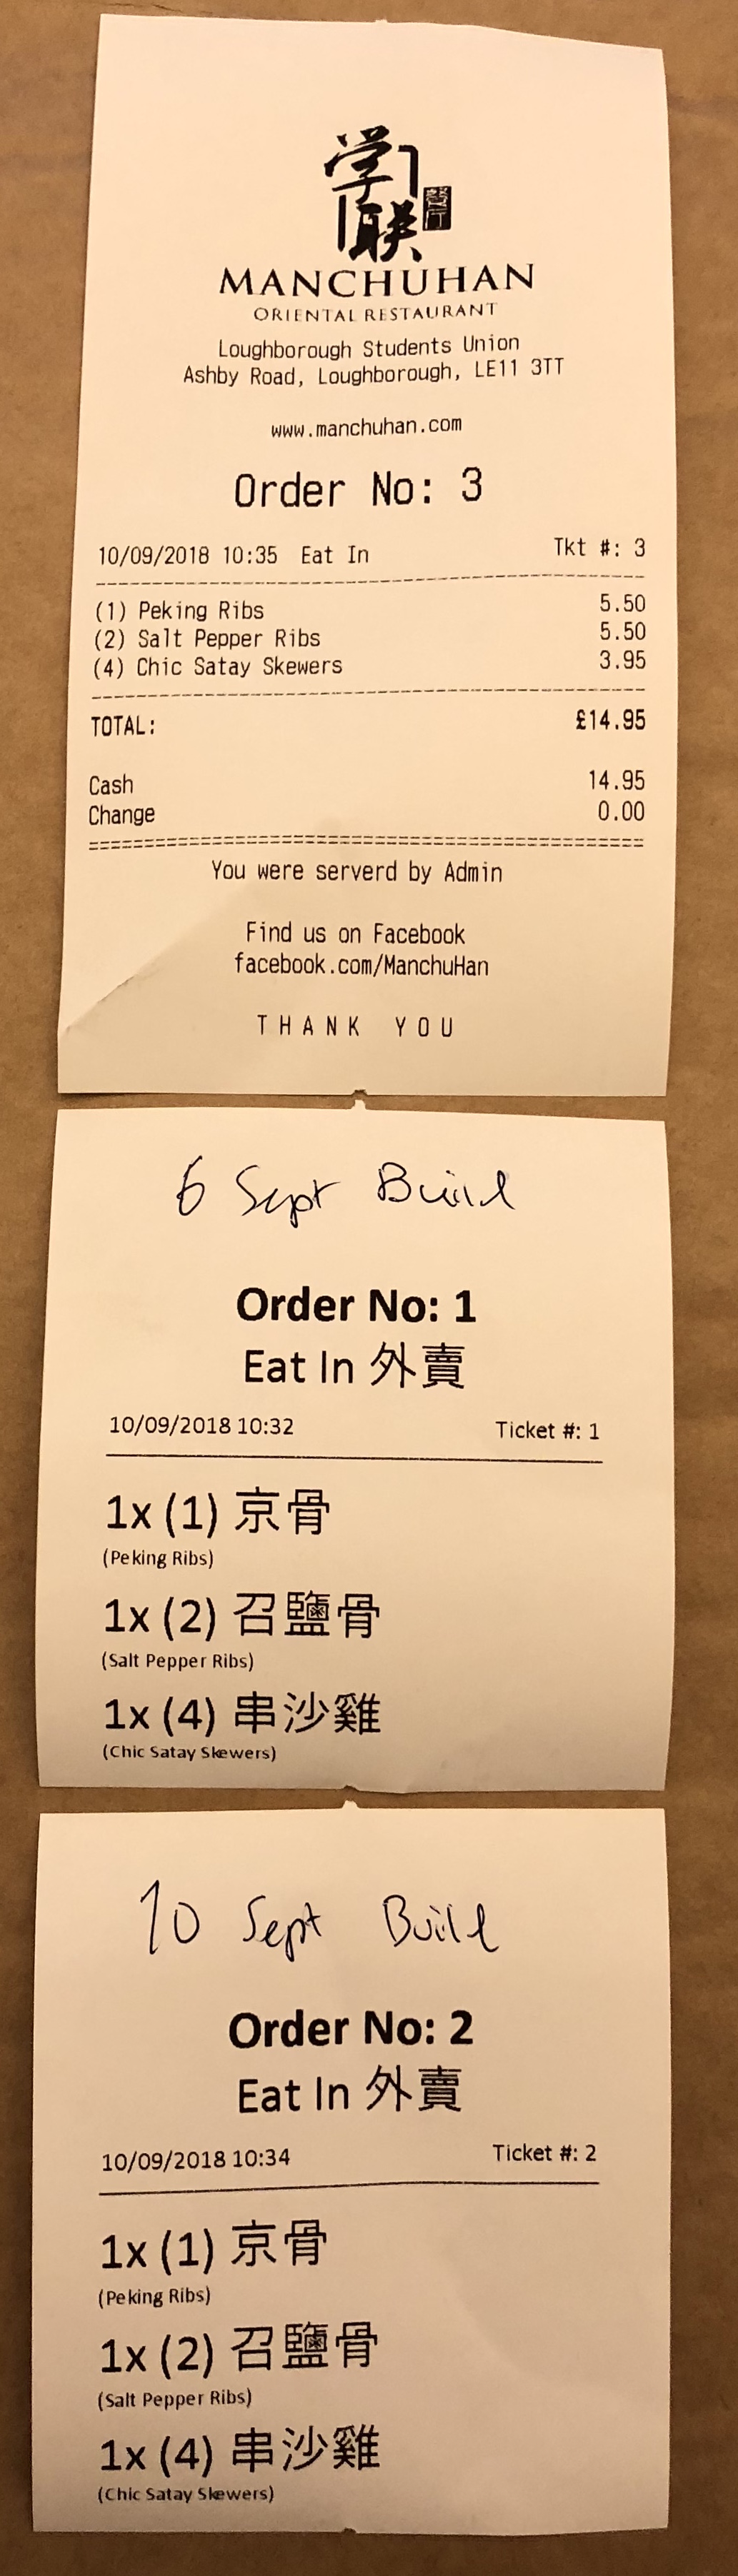 学联
餐厅
MANCHUHAN
ORIENTAL RESTAURANT
Loughborough Students Union
Ashby Road, Loughborough, LE11 3TT
www.manchuhan.com
Order No: 3
10/09/2018 10:35 Eat In Tkt #: 3
(1) Peking Ribs 5.50
(2) Salt Pepper Ribs 5.50
(4) Chic Satay Skewers 3.95
TOTAL: £14.95
Cash 14.95
Change 0.00
You were serverd by Admin
Find us on Facebook
facebook.com/ManchuHan
THANK YOU
6 Sept Build
Order No: 1
Eat In 外賣
10/09/2018 10:32 Ticket #: 1
1x (1) 京骨
(Peking Ribs)
1x (2) 召鹽骨
(Salt Pepper Ribs)
1x (4) 串沙雞
(Chic Satay Skewers)
10 Sept Build
Order No: 2
Eat In 外賣
10/09/2018 10:34 Ticket #: 2
1x (1) 京骨
(Peking Ribs)
1x (2) 召鹽骨
(Salt Pepper Ribs)
1x (4) 串沙雞
(Chic Satay Skewers)